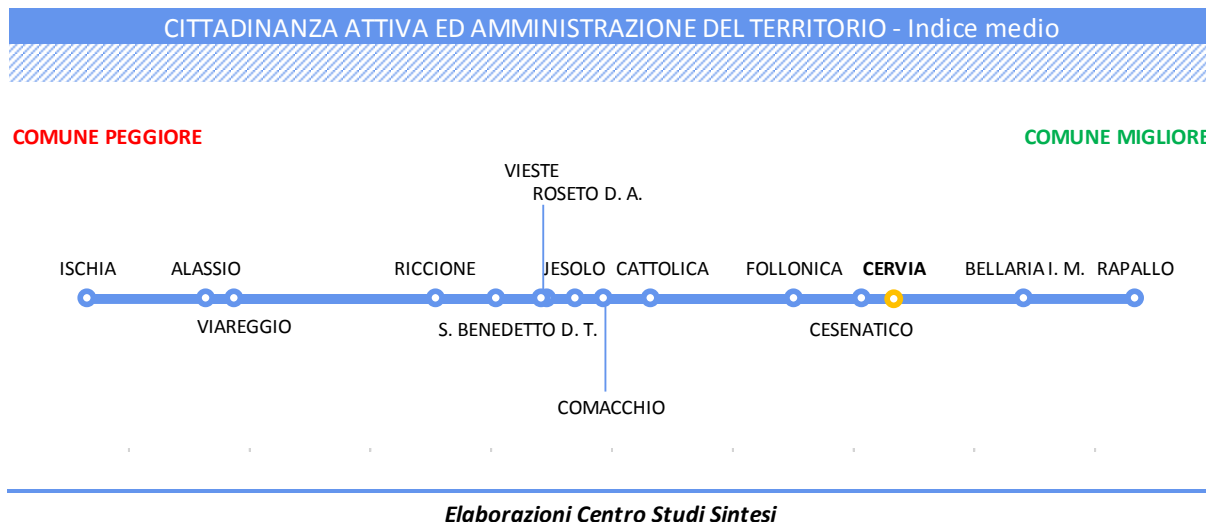 CITTADINANZA ATTIVA ED AMMINISTRAZIONE DEL TERRITORIO - Indice medio
COMUNE PEGGIORE
COMUNE MIGLIORE
VIESTE
ROSETO D. A.
ISCHIA
ALASSIO
RICCIONE
JESOLO
CATTOLICA
FOLLONICA
CERVIA
BELLARIA I. M.
RAPALLO
VIAREGGIO
S. BENEDETTO D. T.
CESENATICO
COMACCHIO
Elaborazioni Centro Studi Sintesi